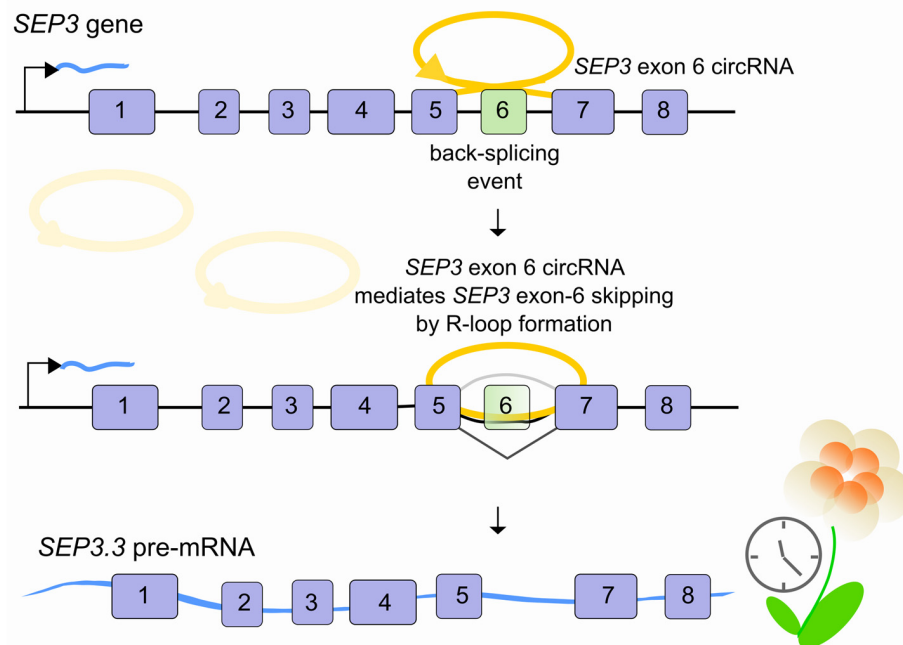 SEP3 gene
SEP3 exon 6 circRNA
1 2 3 4 5 6 7 8
back-splicing
event
SEP3 exon 6 circRNA
mediates SEP3 exon-6 skipping
by R-loop formation
1 2 3 4 5 6 7 8
SEP3.3 pre-mRNA
1 2 3 4 5 7 8